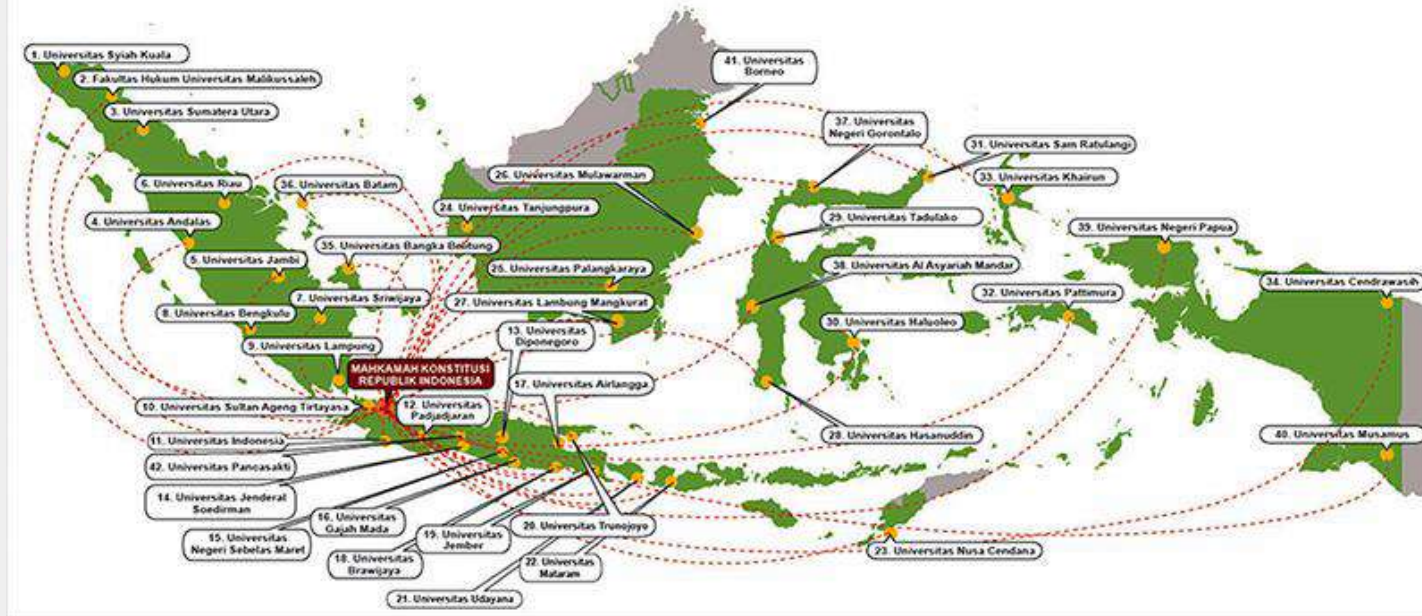 1. Universitas Syiah Kuala
2. Fakultas Hukum Universitas Malikussaleh
3. Universitas Sumatera Utara
41. Universitas
Borneo
37. Universitas
Negeri Gorontalo
31. Universitas Sam Ratulangi
26. Universitas Mulawarman
33. Universitas Khairun
6. Universitas Riau
36. Universitas Batam
24. Universitas Tanjungpura
4. Universitas Andalas
29. Universitas Tadulako
39. Universitas Negeri Papua
35. Universitas Bangka Belitung
5. Universitas Jambi
25. Universitas Palangkaraya
38. Universitas Al Asyariah Mandar
34. Universitas Cendrawasih
7. Universitas Sriwijaya
27. Universitas Lambung Mangkurat
32. Universitas Pattimura
8. Universitas Bengkulu
30. Universitas Haluoleo
13. Universitas
Diponegoro
9. Universitas Lampung
MAHKAMAH KONSTITUSI
REPUBLIK INDONESIA
17. Universitas Airlangga
10. Universitas Sultan Ageng Tirtayasa
12. Universitas
Padjadjaran
11. Universitas Indonesia
28. Universitas Hasanuddin
40. Universitas Musamus
42. Universitas Pancasakti
14. Universitas Jenderal
Soedirman
16. Universitas
Gajah Mada
20. Universitas Trunojoyo
15. Universitas
Negeri Sebelas Maret
19. Universitas
Jember
23. Universitas Nusa Cendana
18. Universitas
Brawijaya
22. Universitas
Mataram
21. Universitas Udayana